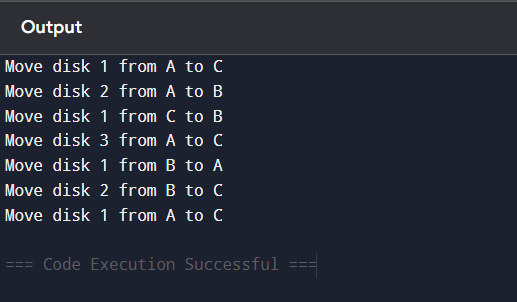 Output
Move disk 1 from A to C
Move disk 2 from A to B
Move disk 1 from C to B
Move disk 3 from A to C
Move disk 1 from B to A
Move disk 2 from B to C
Move disk 1 from A to C
=== Code Execution Successful ===